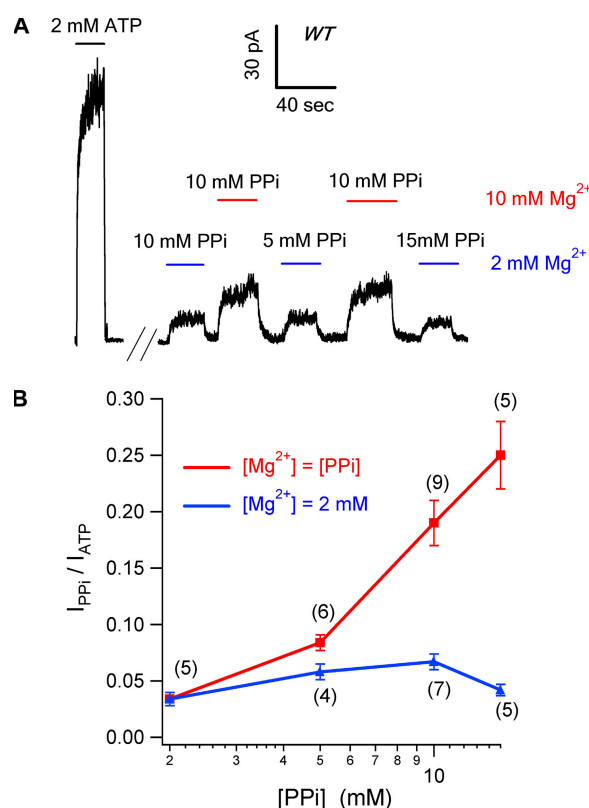 A
2 mM ATP
WT
30 pA
40 sec
10 mM PPi
10 mM PPi
10 mM Mg2+
10 mM PPi
5 mM PPi
15mM PPi
2 mM Mg2+
B
0.30
0.25
0.20
0.15
0.10
0.05
0.00
IPPi / IATP
[Mg2+] = [PPi]
[Mg2+] = 2 mM
(5)
(9)
(6)
(5)
(4)
(7)
(5)
2 3 4 5 6 7 8 9 10
[PPi] (mM)